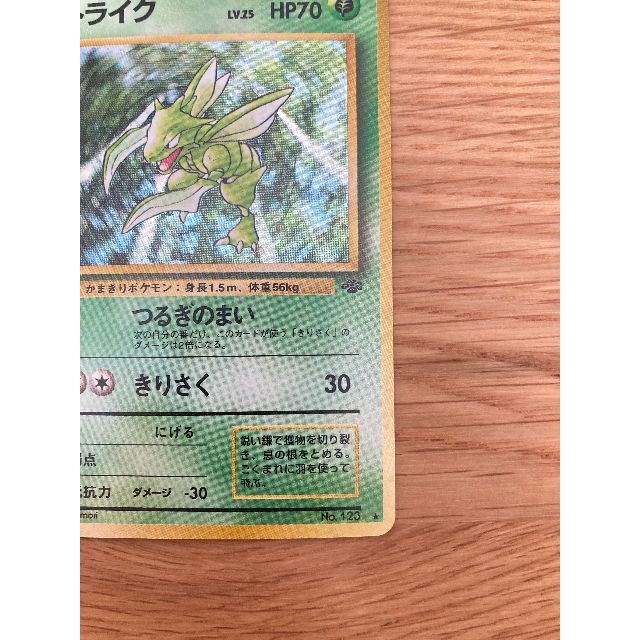 トライク LV.25 HP70
かまきりポケモン：身長1.5m、体重56kg
つるぎのまい
次の自分の番だけ、このカードが使う「きりさく」の
ダメージは2倍になる。
きりさく 30
にげる
弱点
抵抗力 ダメージ -30
鋭い鎌で獲物を切り裂
き、息の根をとめる。
ごくまれに羽を使って
飛ぶ。
mori No. 123 ★